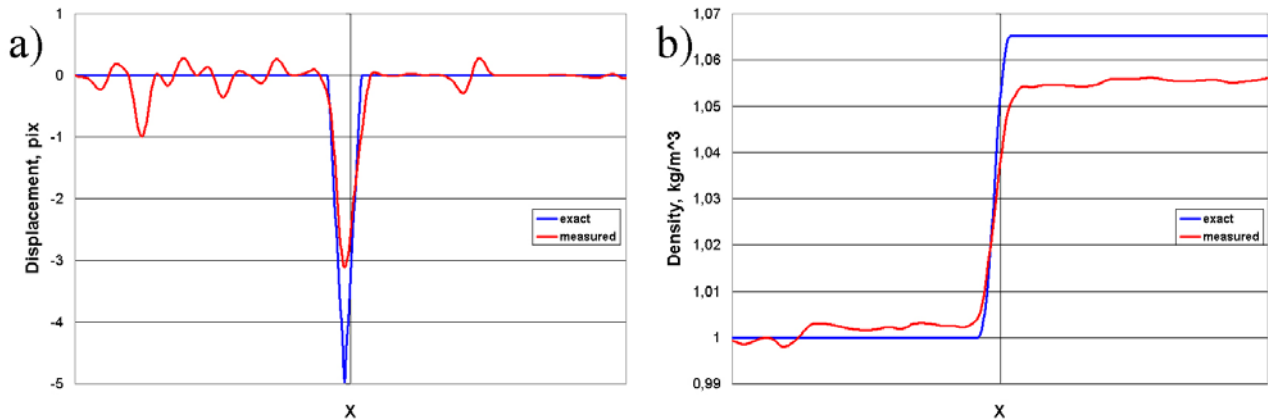 a)
1
0
-1
-2
-3
-4
-5
Displacement, pix
exact
measured
X
b)
1,07
1,06
1,05
1,04
1,03
1,02
1,01
1
0,99
Density, kg/m^3
exact
measured
X